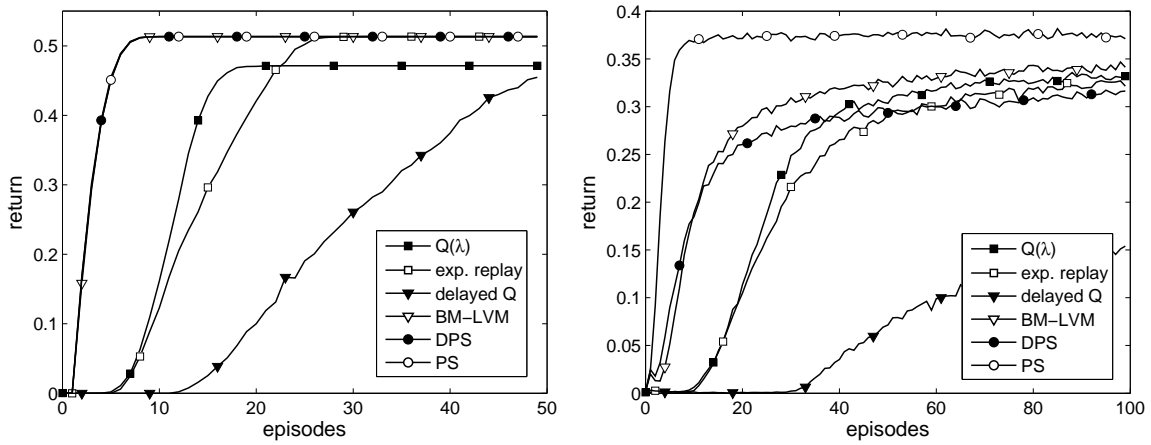 0.5
0.4
0.3
0.2
0.1
0
return
0
10
20
30
40
50
episodes
Q(λ)
exp. replay
delayed Q
BM−LVM
DPS
PS
0.4
0.35
0.3
0.25
0.2
0.15
0.1
0.05
0
return
0
20
40
60
80
100
episodes
Q(λ)
exp. replay
delayed Q
BM−LVM
DPS
PS